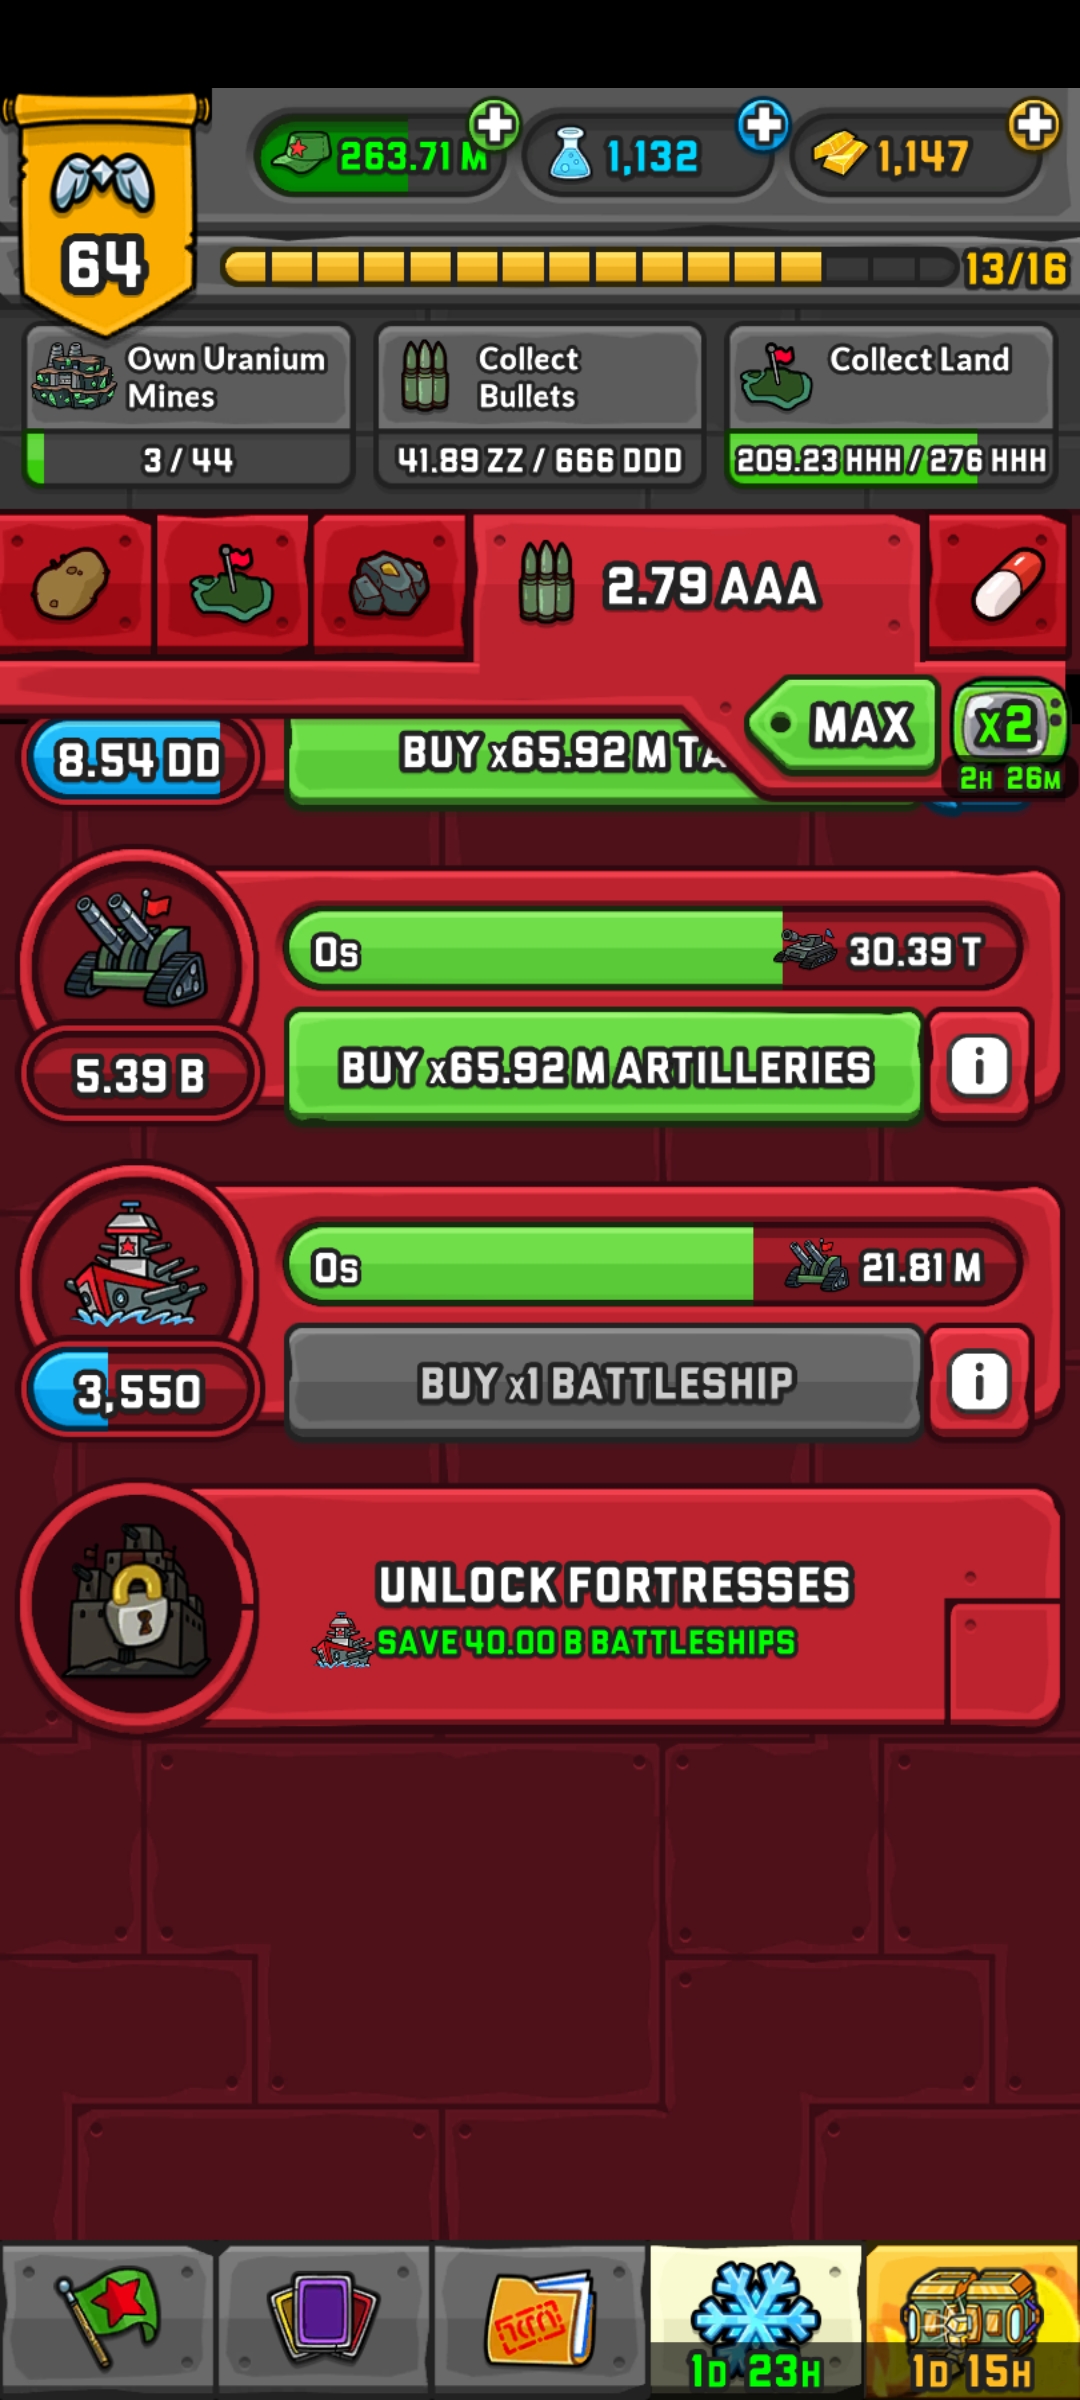 263.71 M
1,132
1,147
64
13/16
Own Uranium
Mines
3 / 44
Collect
Bullets
41.89 ZZ / 666 DDD
Collect Land
209.23 HHH / 276 HHH
2.79 AAA
MAX
x2
2H 26M
8.54 DD
BUY x65.92 M TA
0s
30.39 T
5.39 B
BUY x65.92 M ARTILLERIES
i
0s
21.81 M
3,550
BUY x1 BATTLESHIP
i
UNLOCK FORTRESSES
SAVE 40.00 B BATTLESHIPS
1D 23H
1D 15H